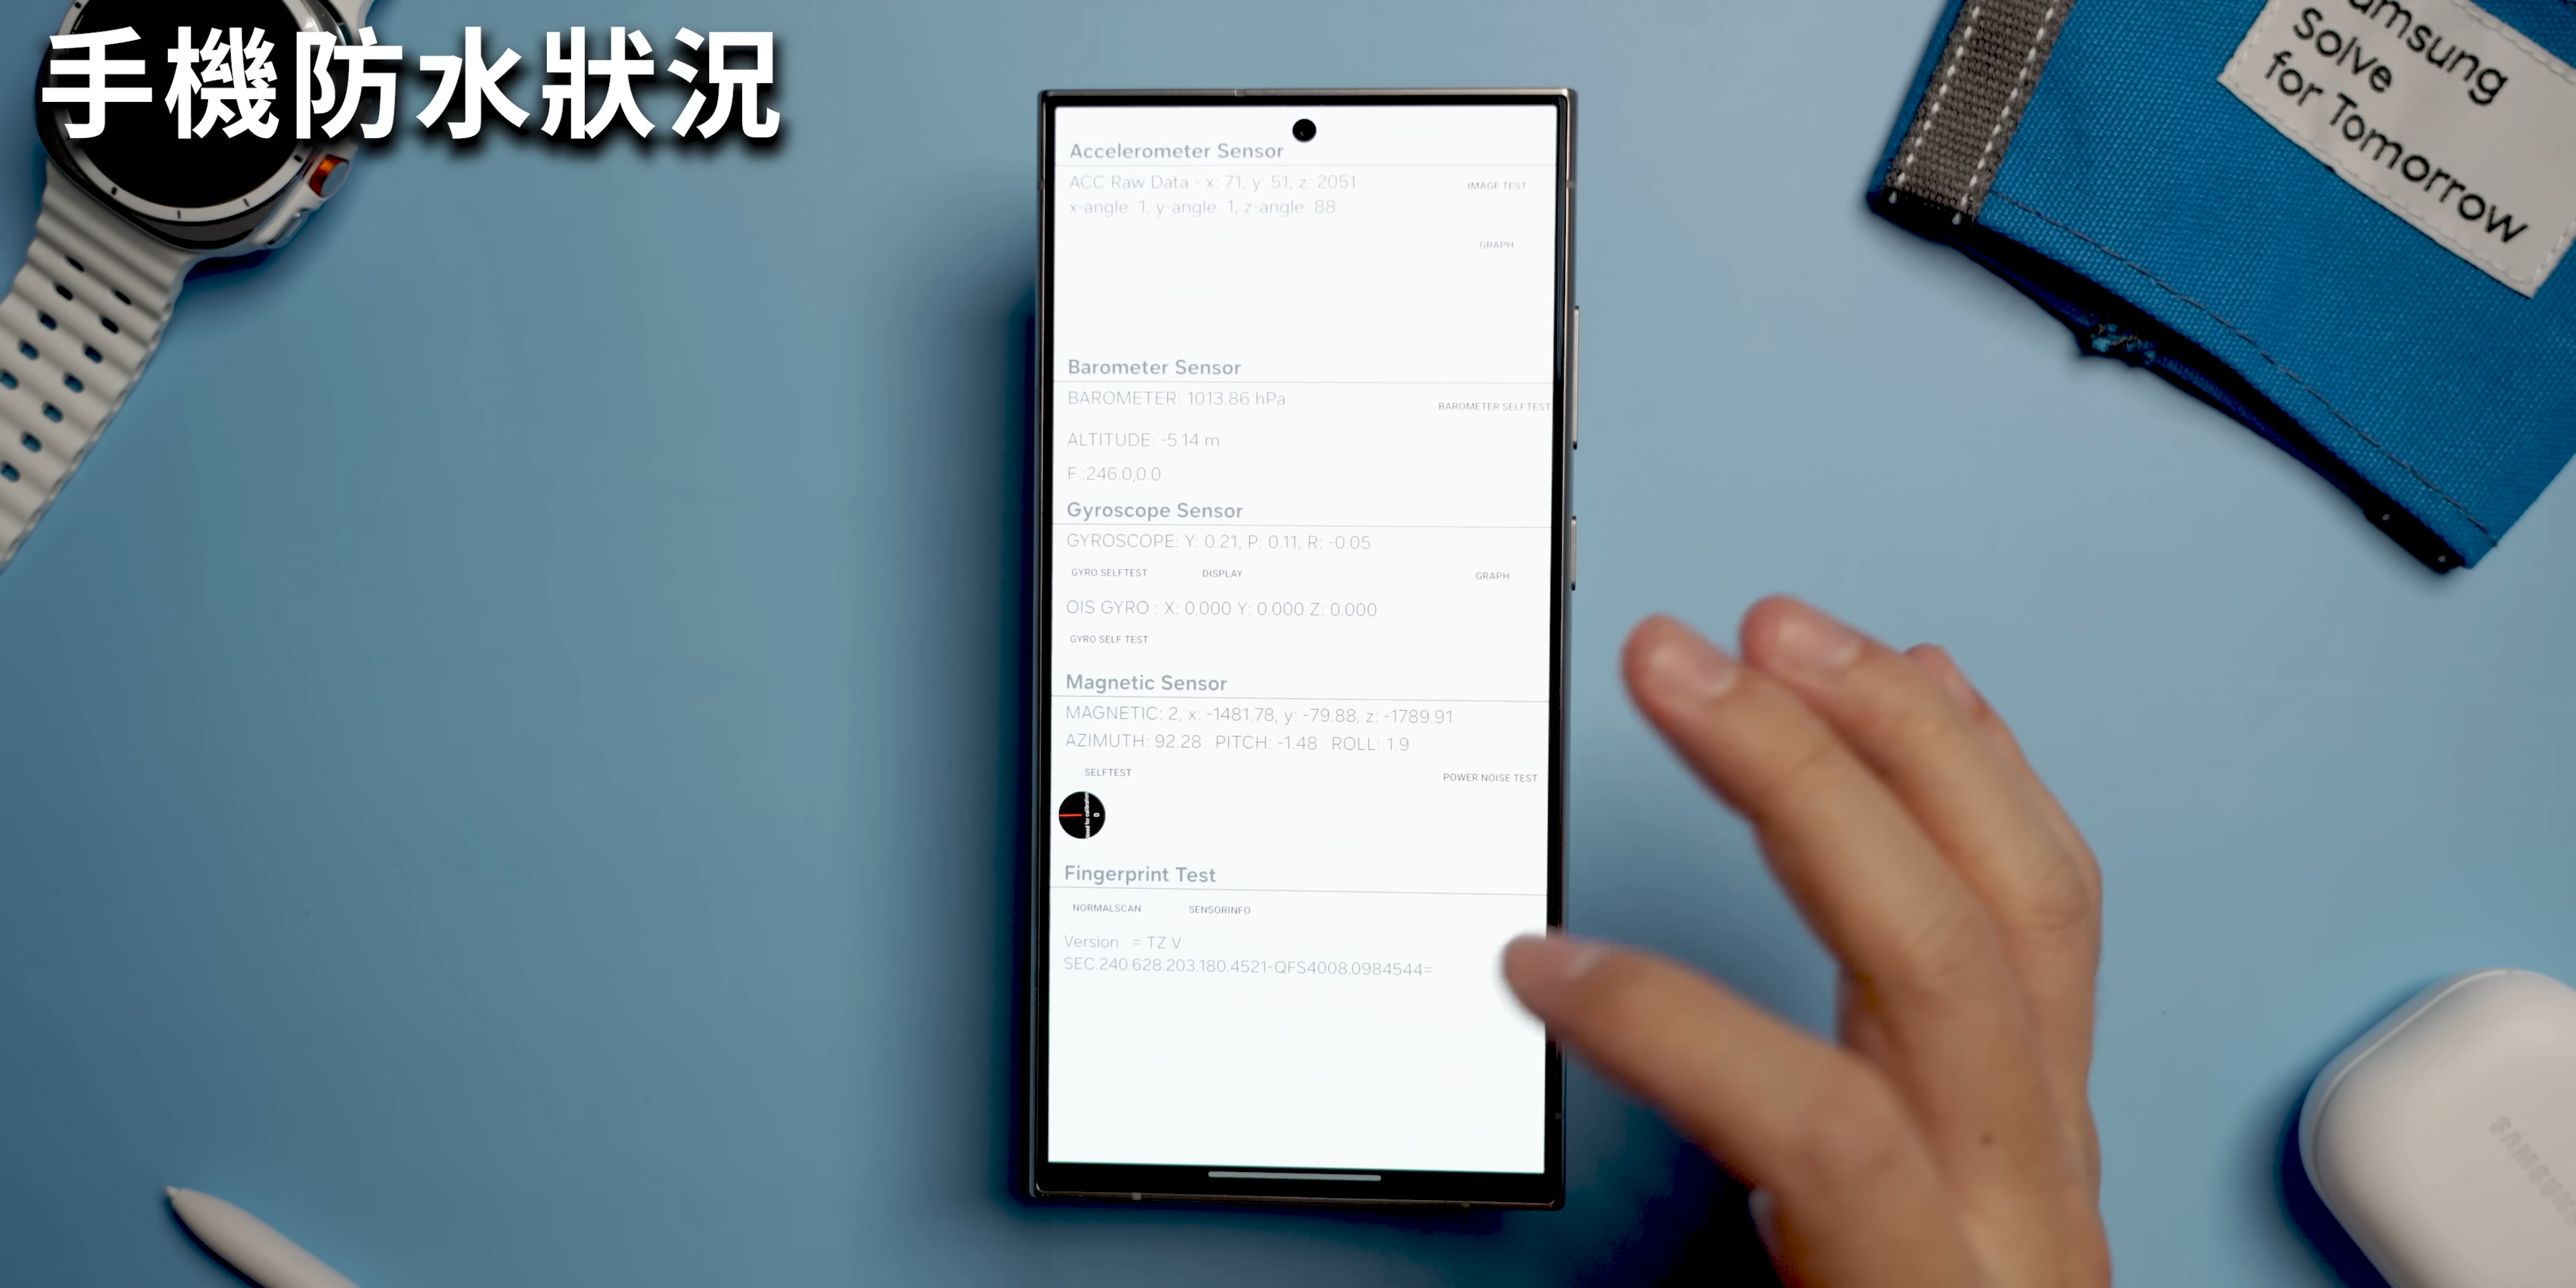 手機防水狀況
amsung
Solve
for Tomorrow
Accelerometer Sensor
ACC Raw Data - x: 71, y: 51, z: 2051
IMAGE TEST
x-angle: 1, y-angle: 1, z-angle: 88
GRAPH
Barometer Sensor
BAROMETER: 1013.86 hPa
BAROMETER SELFTEST
ALTITUDE: -5.14 m
F :246.0,0.0
Gyroscope Sensor
GYROSCOPE: Y: 0.21, P: 0.11, R: -0.05
GYRO SELFTEST DISPLAY GRAPH
OIS GYRO : X: 0.000 Y: 0.000 Z: 0.000
GYRO SELF TEST
Magnetic Sensor
MAGNETIC: 2, x: -1481.78, y: -79.88, z: -1789.91
AZIMUTH: 92.28 PITCH: -1.48 ROLL: 1.9
SELFTEST POWER NOISE TEST
0
Fingerprint Test
NORMALSCAN SENSORINFO
Version : = TZ V
SEC.240.628.203.180.4521-QFS4008.0984544=
SAMSUNG